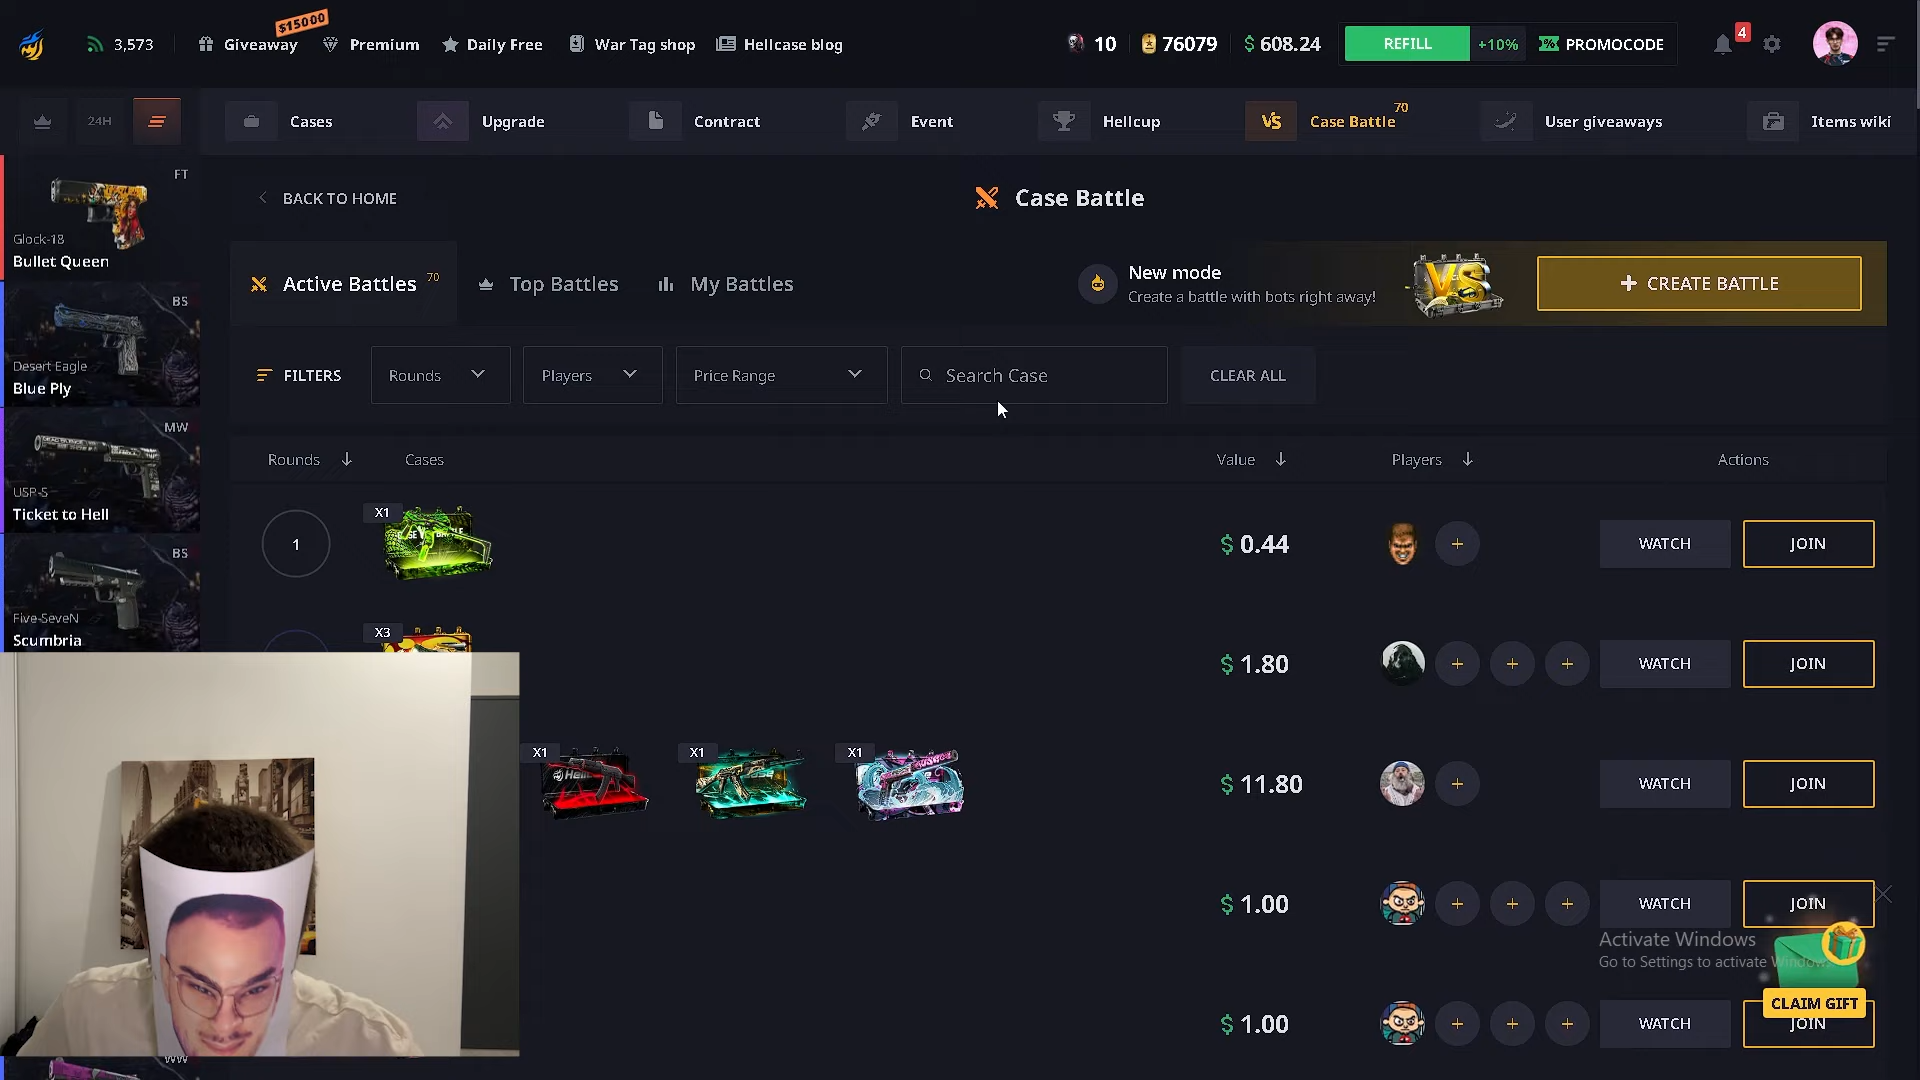 $15000
3,573
Giveaway
Premium
Daily Free
War Tag shop
Hellcase blog
10
76079
$ 608.24
REFILL
+10%
PROMOCODE
4
24H
Cases
Upgrade
Contract
Event
Hellcup
VS
Case Battle 70
User giveaways
Items wiki
FT
Glock-18
Bullet Queen
BS
Desert Eagle
Blue Ply
MW
USP-S
Ticket to Hell
BS
Five-SeveN
Scumbria
WW
BACK TO HOME
Case Battle
Active Battles 70
Top Battles
My Battles
New mode
Create a battle with bots right away!
VS
+ CREATE BATTLE
FILTERS
Rounds
Players
Price Range
Search Case
CLEAR ALL
Rounds
Cases
Value
Players
Actions
1
X1
$ 0.44
+
WATCH
JOIN
X3
$ 1.80
+ + +
WATCH
JOIN
X1
X1
X1
$ 11.80
+
WATCH
JOIN
$ 1.00
+ + +
WATCH
JOIN
Activate Windows
Go to Settings to activate Windows.
CLAIM GIFT
$ 1.00
+ + +
WATCH
JOIN